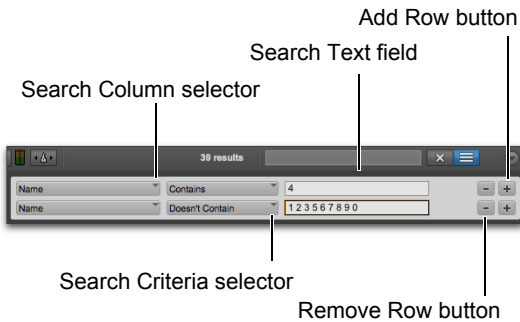 Add Row button
Search Text field
Search Column selector
39 results
Name Contains 4 - +
Name Doesn't Contain 1 2 3 5 6 7 8 9 0 - +
Search Criteria selector
Remove Row button